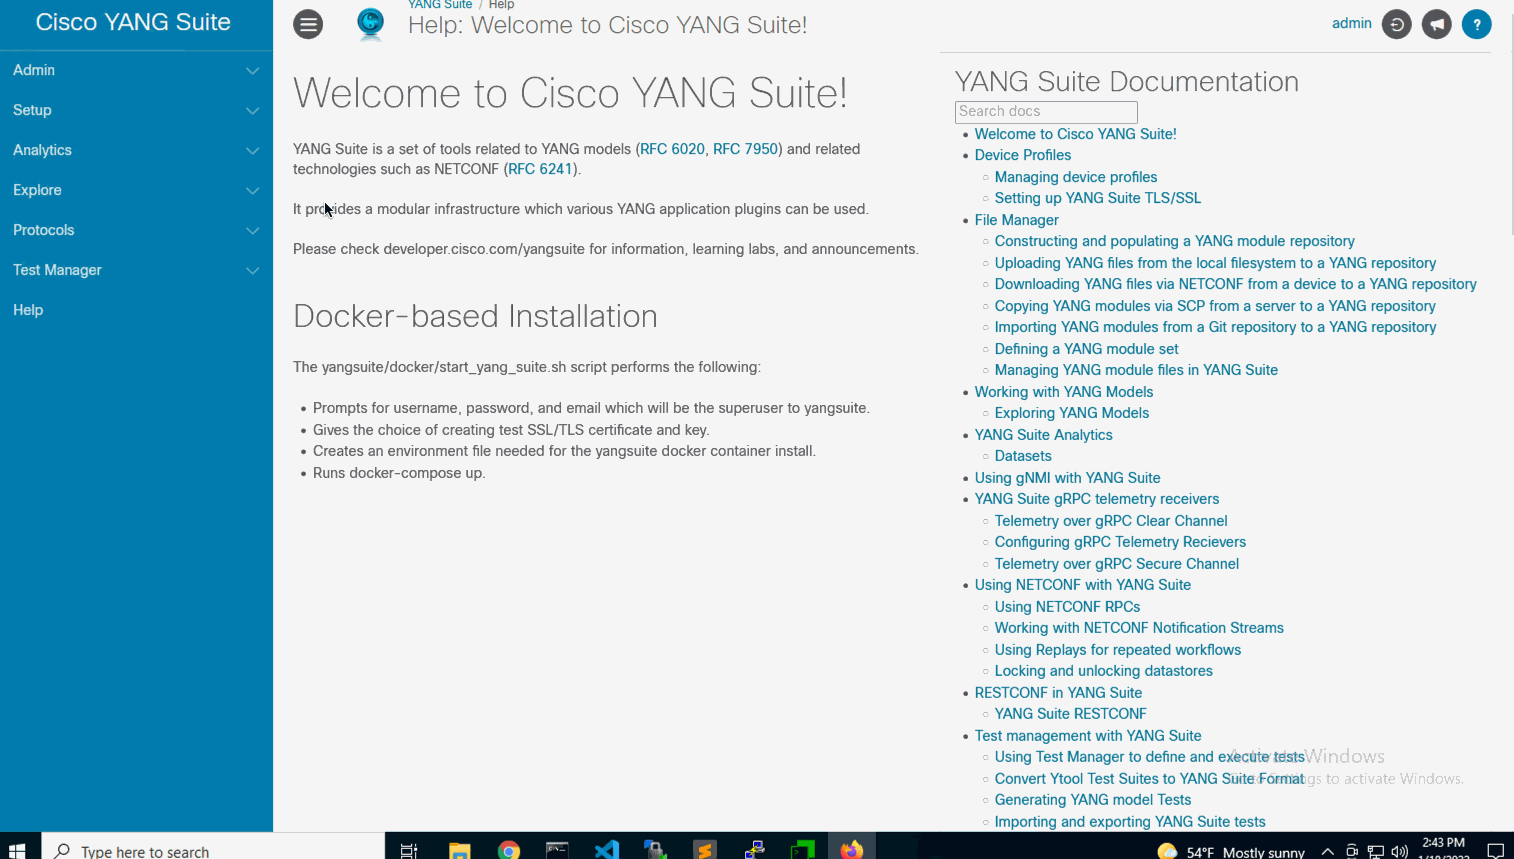 Cisco YANG Suite
Admin
Setup
Analytics
Explore
Protocols
Test Manager
Help
YANG Suite / Help
Help: Welcome to Cisco YANG Suite!
admin
?
Welcome to Cisco YANG Suite!
YANG Suite is a set of tools related to YANG models (RFC 6020, RFC 7950) and related
technologies such as NETCONF (RFC 6241).
It provides a modular infrastructure which various YANG application plugins can be used.
Please check developer.cisco.com/yangsuite for information, learning labs, and announcements.
Docker-based Installation
The yangsuite/docker/start_yang_suite.sh script performs the following:
• Prompts for username, password, and email which will be the superuser to yangsuite.
• Gives the choice of creating test SSL/TLS certificate and key.
• Creates an environment file needed for the yangsuite docker container install.
• Runs docker-compose up.
YANG Suite Documentation
Search docs
• Welcome to Cisco YANG Suite!
• Device Profiles
○ Managing device profiles
○ Setting up YANG Suite TLS/SSL
• File Manager
○ Constructing and populating a YANG module repository
○ Uploading YANG files from the local filesystem to a YANG repository
○ Downloading YANG files via NETCONF from a device to a YANG repository
○ Copying YANG modules via SCP from a server to a YANG repository
○ Importing YANG modules from a Git repository to a YANG repository
○ Defining a YANG module set
○ Managing YANG module files in YANG Suite
• Working with YANG Models
○ Exploring YANG Models
• YANG Suite Analytics
○ Datasets
• Using gNMI with YANG Suite
• YANG Suite gRPC telemetry receivers
○ Telemetry over gRPC Clear Channel
○ Configuring gRPC Telemetry Recievers
○ Telemetry over gRPC Secure Channel
• Using NETCONF with YANG Suite
○ Using NETCONF RPCs
○ Working with NETCONF Notification Streams
○ Using Replays for repeated workflows
○ Locking and unlocking datastores
• RESTCONF in YANG Suite
○ YANG Suite RESTCONF
• Test management with YANG Suite
○ Using Test Manager to define and execute tests
○ Convert Ytool Test Suites to YANG Suite Format
○ Generating YANG model Tests
○ Importing and exporting YANG Suite tests
Activate Windows
Go to Settings to activate Windows.
Type here to search
54°F Mostly sunny
2:43 PM